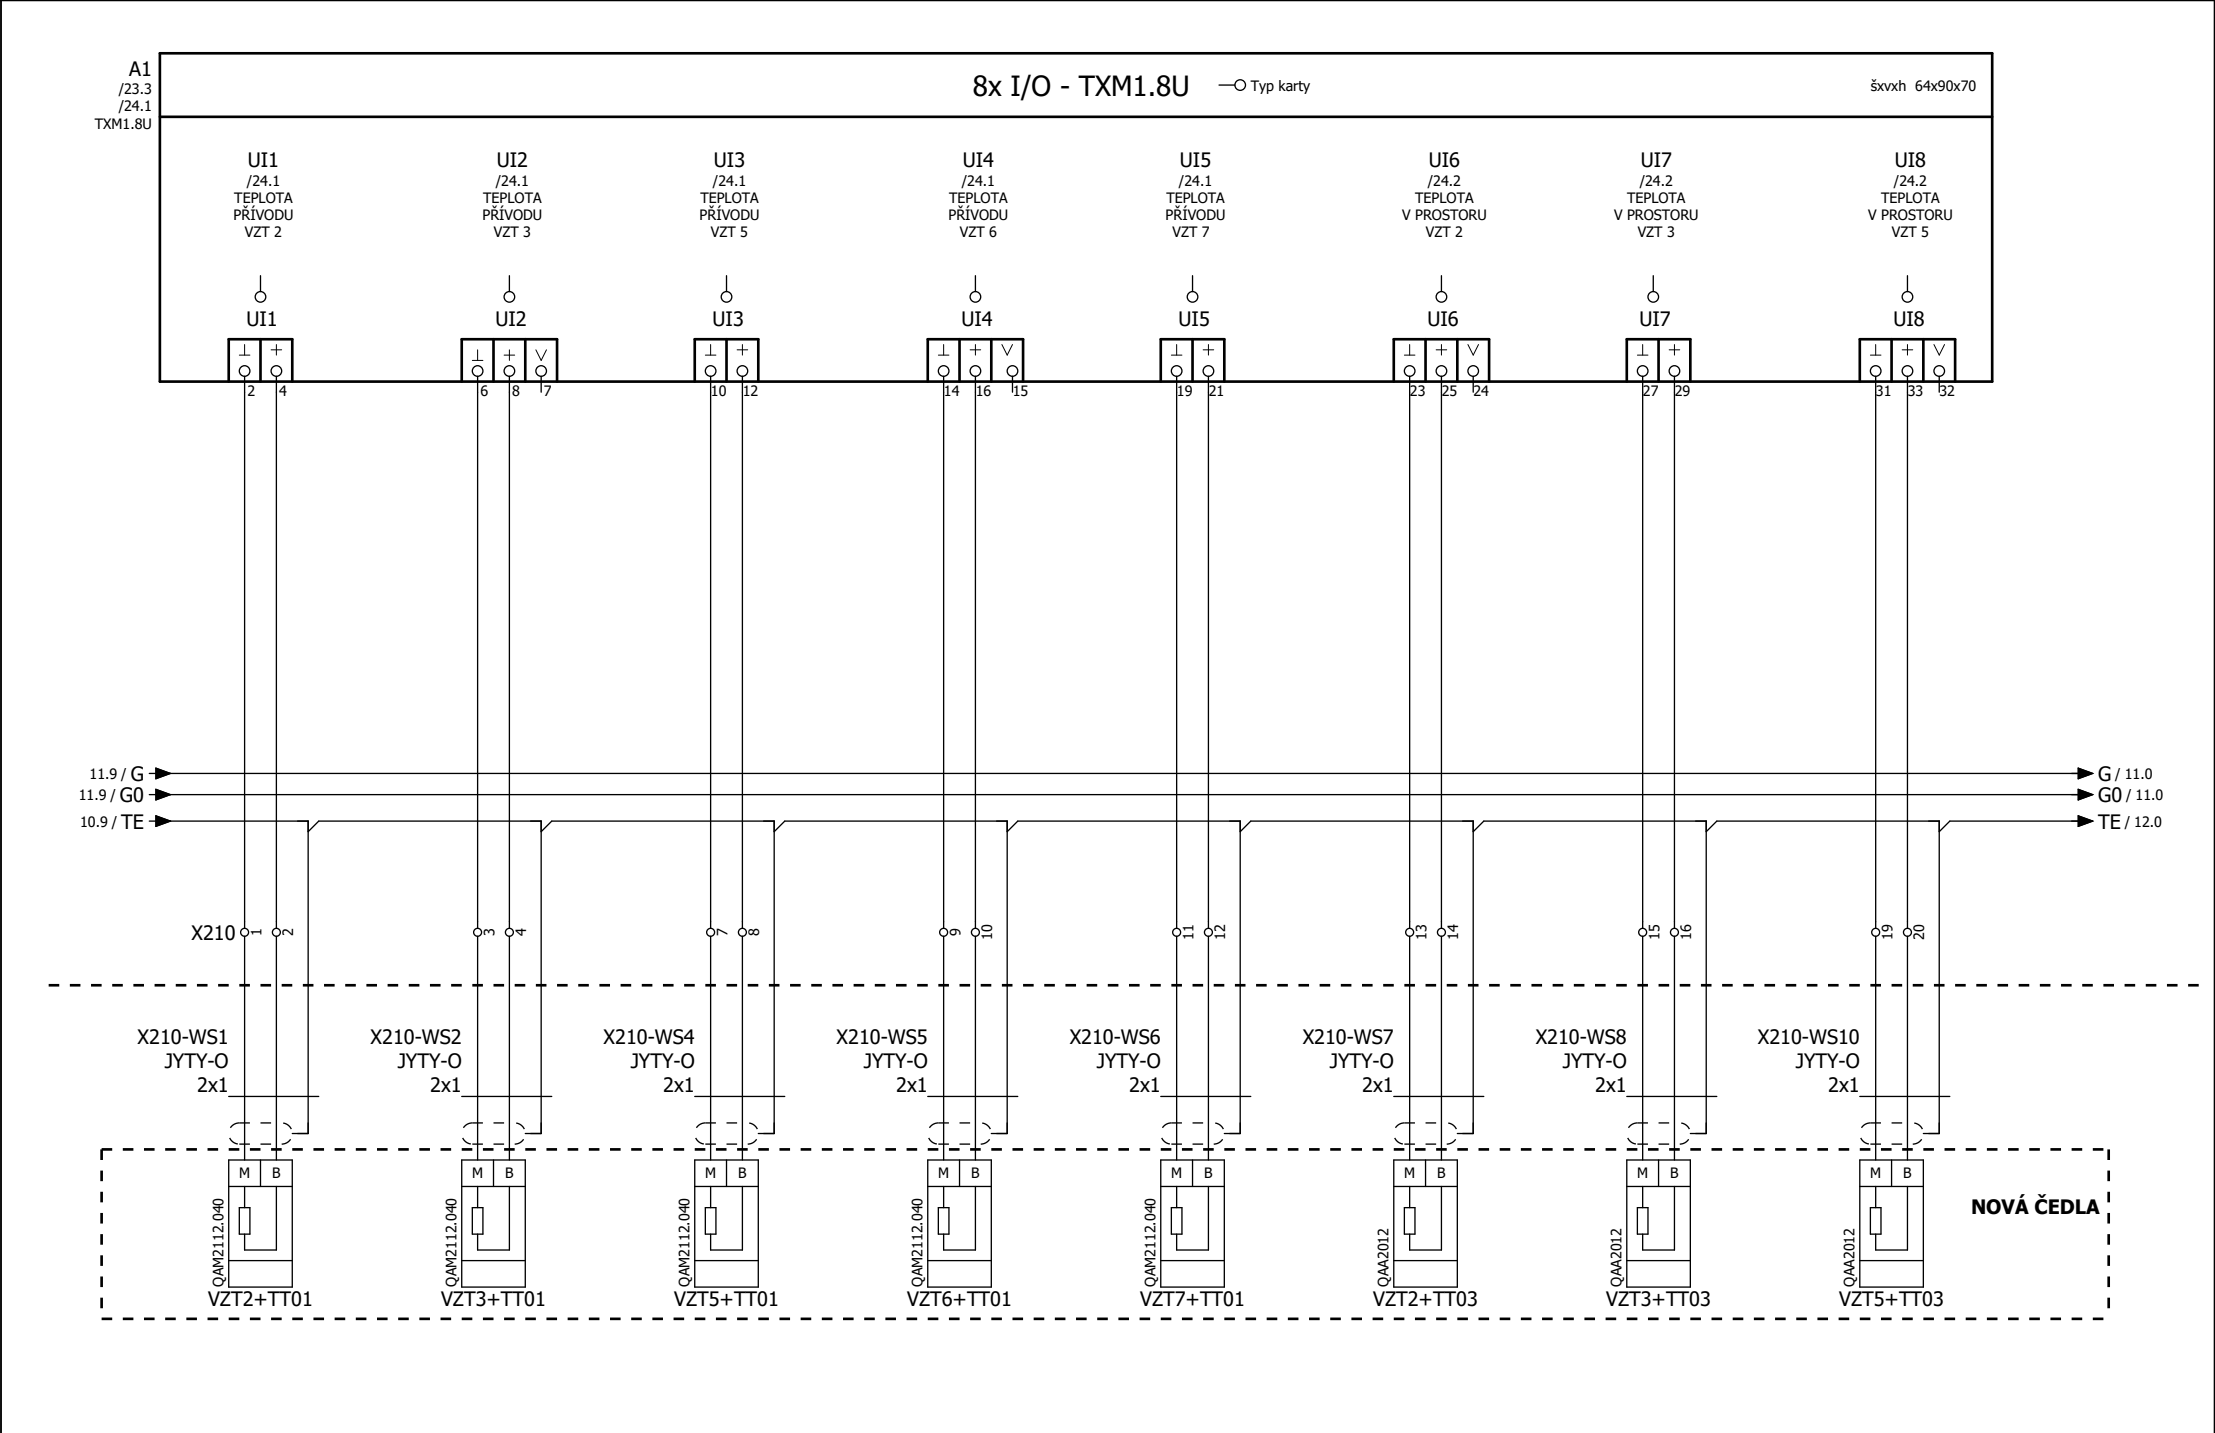 A1
/23.3
/24.1
TXM1.8U
8x I/O - TXM1.8U
Typ karty
šxvxh 64x90x70
UI1
/24.1
TEPLOTA
PŘÍVODU
VZT 2
UI2
/24.1
TEPLOTA
PŘÍVODU
VZT 3
UI3
/24.1
TEPLOTA
PŘÍVODU
VZT 5
UI4
/24.1
TEPLOTA
PŘÍVODU
VZT 6
UI5
/24.1
TEPLOTA
PŘÍVODU
VZT 7
UI6
/24.2
TEPLOTA
V PROSTORU
VZT 2
UI7
/24.2
TEPLOTA
V PROSTORU
VZT 3
UI8
/24.2
TEPLOTA
V PROSTORU
VZT 5
UI1 UI2 UI3 UI4 UI5 UI6 UI7 UI8
⊥ + ⊥ + V ⊥ + ⊥ + V ⊥ + ⊥ + V ⊥ + ⊥ + V
2 4 6 8 7 10 12 14 16 15 19 21 23 25 24 27 29 31 33 32
11.9 / G G / 11.0
11.9 / G0 G0 / 11.0
10.9 / TE TE / 12.0
X210 1 2 3 4 7 8 9 10 11 12 13 14 15 16 19 20
X210-WS1
JYTY-O
2x1
X210-WS2
JYTY-O
2x1
X210-WS4
JYTY-O
2x1
X210-WS5
JYTY-O
2x1
X210-WS6
JYTY-O
2x1
X210-WS7
JYTY-O
2x1
X210-WS8
JYTY-O
2x1
X210-WS10
JYTY-O
2x1
M B M B M B M B M B M B M B M B
NOVÁ ČEDLA
QAM2112.040
QAM2112.040
QAM2112.040
QAM2112.040
QAM2112.040
QAA2012
QAA2012
QAA2012
VZT2+TT01 VZT3+TT01 VZT5+TT01 VZT6+TT01 VZT7+TT01 VZT2+TT03 VZT3+TT03 VZT5+TT03